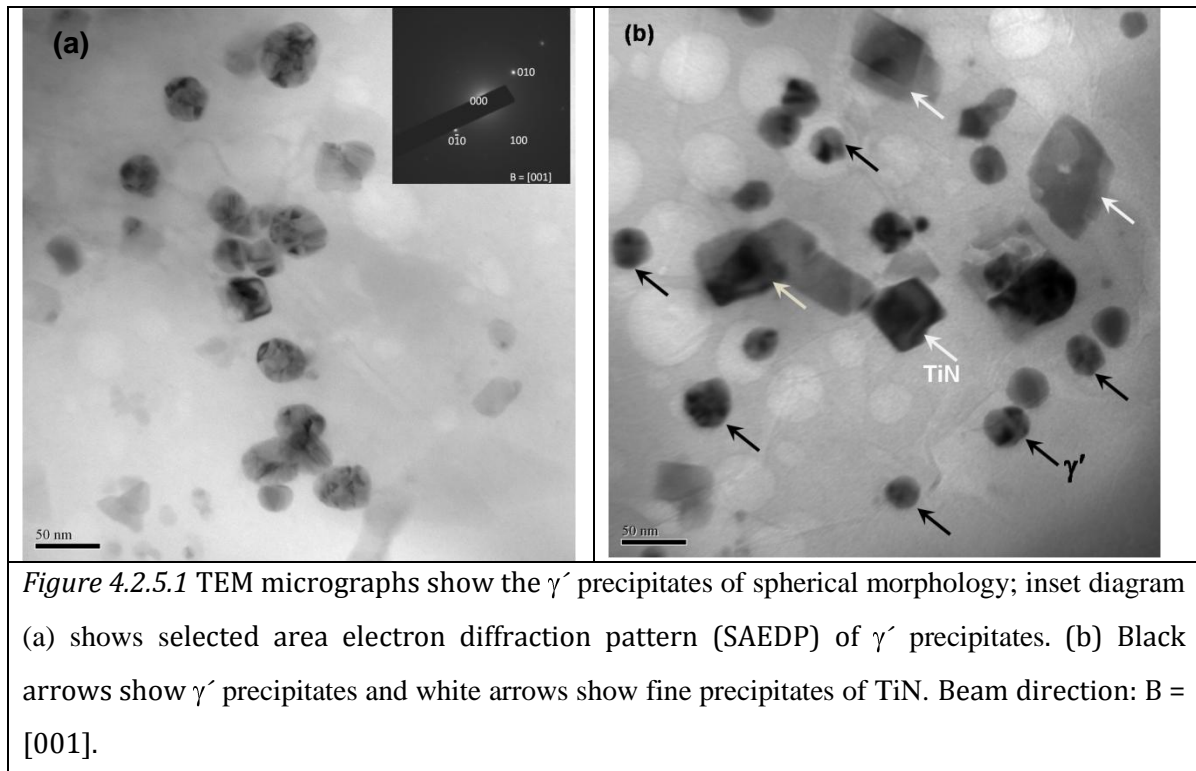 (a)
010
000
01̄0
100
B = [001]
50 nm
(b)
TiN
γ′
50 nm
Figure 4.2.5.1 TEM micrographs show the γ´ precipitates of spherical morphology; inset diagram
(a) shows selected area electron diffraction pattern (SAEDP) of γ´ precipitates. (b) Black
arrows show γ´ precipitates and white arrows show fine precipitates of TiN. Beam direction: B =
[001].